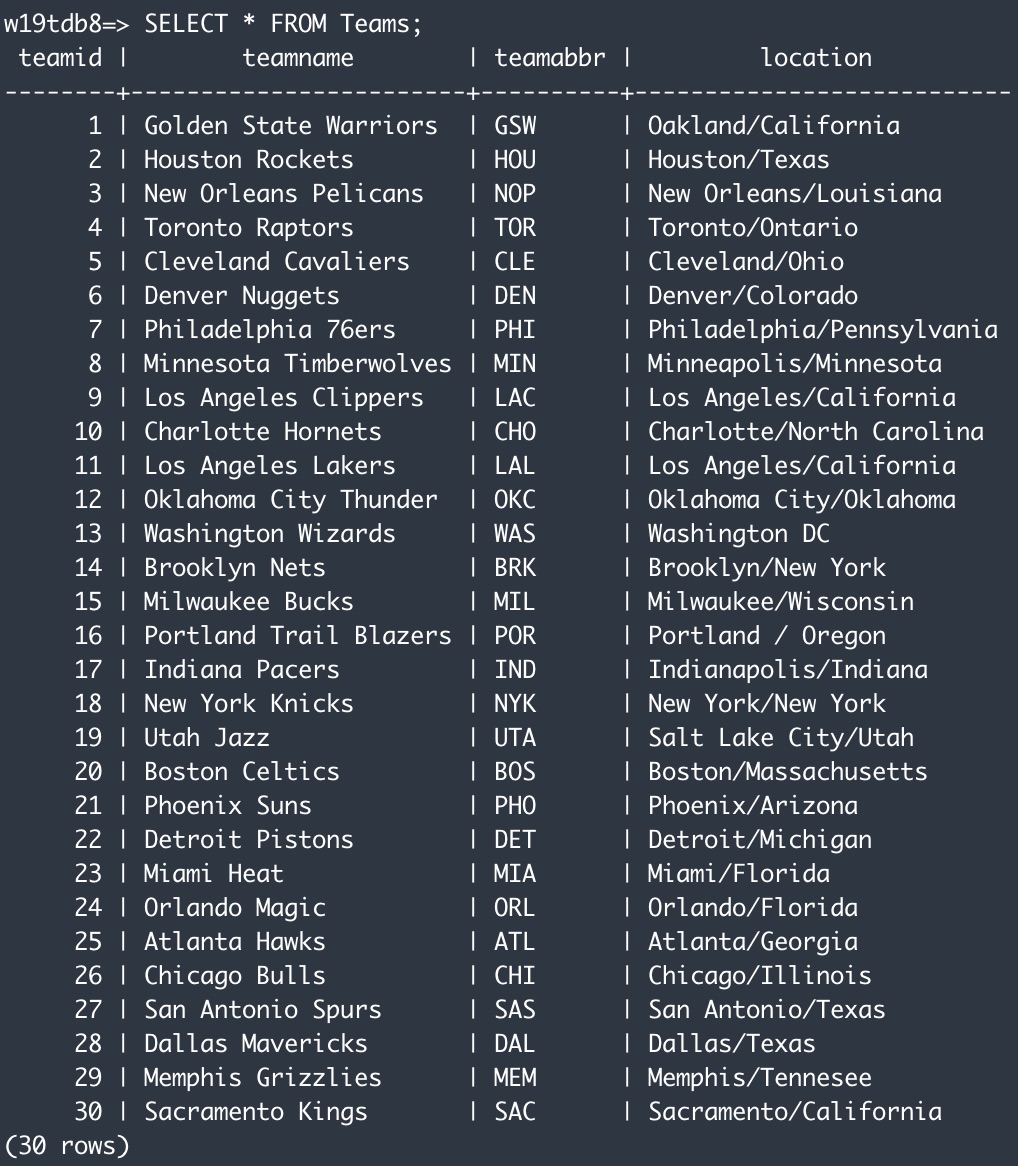 w19tdb8=> SELECT * FROM Teams;
 teamid |        teamname        | teamabbr |         location
--------+------------------------+----------+---------------------------
      1 | Golden State Warriors  | GSW      | Oakland/California
      2 | Houston Rockets        | HOU      | Houston/Texas
      3 | New Orleans Pelicans   | NOP      | New Orleans/Louisiana
      4 | Toronto Raptors        | TOR      | Toronto/Ontario
      5 | Cleveland Cavaliers    | CLE      | Cleveland/Ohio
      6 | Denver Nuggets         | DEN      | Denver/Colorado
      7 | Philadelphia 76ers     | PHI      | Philadelphia/Pennsylvania
      8 | Minnesota Timberwolves | MIN      | Minneapolis/Minnesota
      9 | Los Angeles Clippers   | LAC      | Los Angeles/California
     10 | Charlotte Hornets      | CHO      | Charlotte/North Carolina
     11 | Los Angeles Lakers     | LAL      | Los Angeles/California
     12 | Oklahoma City Thunder  | OKC      | Oklahoma City/Oklahoma
     13 | Washington Wizards     | WAS      | Washington DC
     14 | Brooklyn Nets          | BRK      | Brooklyn/New York
     15 | Milwaukee Bucks        | MIL      | Milwaukee/Wisconsin
     16 | Portland Trail Blazers | POR      | Portland / Oregon
     17 | Indiana Pacers         | IND      | Indianapolis/Indiana
     18 | New York Knicks        | NYK      | New York/New York
     19 | Utah Jazz              | UTA      | Salt Lake City/Utah
     20 | Boston Celtics         | BOS      | Boston/Massachusetts
     21 | Phoenix Suns           | PHO      | Phoenix/Arizona
     22 | Detroit Pistons        | DET      | Detroit/Michigan
     23 | Miami Heat             | MIA      | Miami/Florida
     24 | Orlando Magic          | ORL      | Orlando/Florida
     25 | Atlanta Hawks          | ATL      | Atlanta/Georgia
     26 | Chicago Bulls          | CHI      | Chicago/Illinois
     27 | San Antonio Spurs      | SAS      | San Antonio/Texas
     28 | Dallas Mavericks       | DAL      | Dallas/Texas
     29 | Memphis Grizzlies      | MEM      | Memphis/Tennesee
     30 | Sacramento Kings       | SAC      | Sacramento/California
(30 rows)